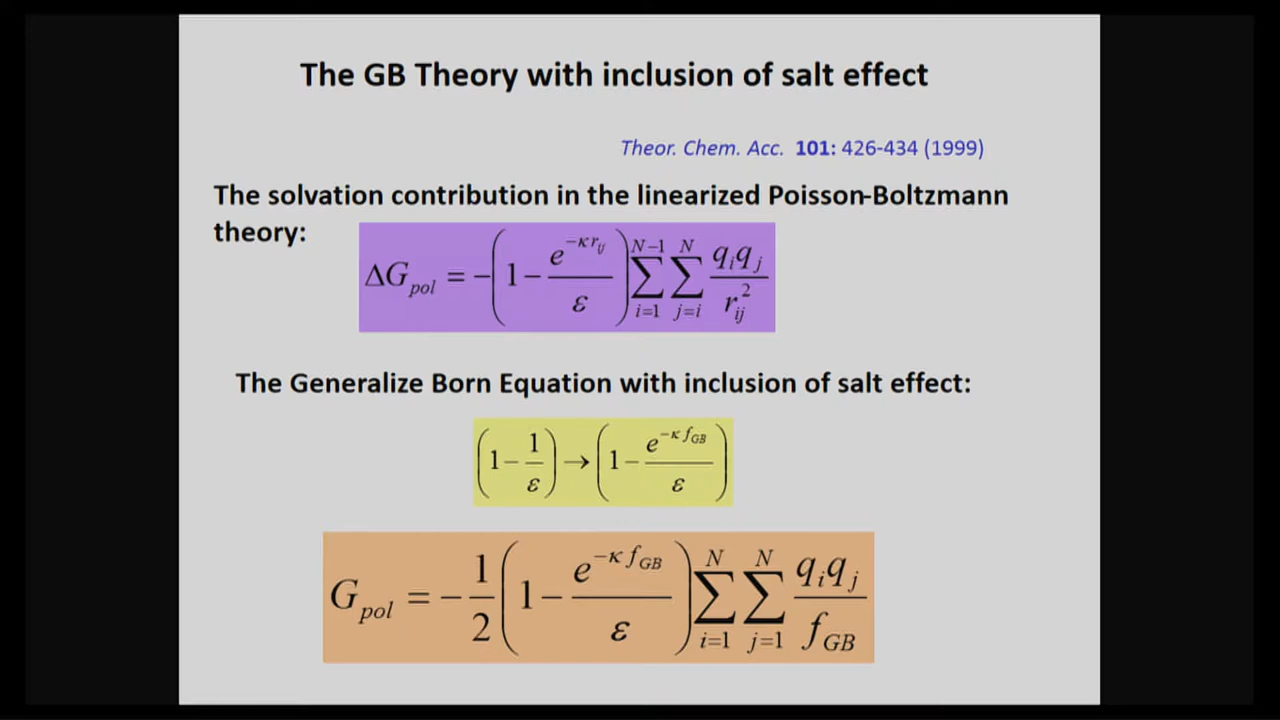 The GB Theory with inclusion of salt effect
Theor. Chem. Acc. 101: 426-434 (1999)
The solvation contribution in the linearized Poisson-Boltzmann
theory:
ΔG_pol = -(1 - e^{-κr_ij}/ε) Σ_{i=1}^{N-1} Σ_{j=i}^{N} q_i q_j / r_ij^2
The Generalize Born Equation with inclusion of salt effect:
(1 - 1/ε) → (1 - e^{-κ f_GB}/ε)
G_pol = -1/2 (1 - e^{-κ f_GB}/ε) Σ_{i=1}^{N} Σ_{j=1}^{N} q_i q_j / f_GB